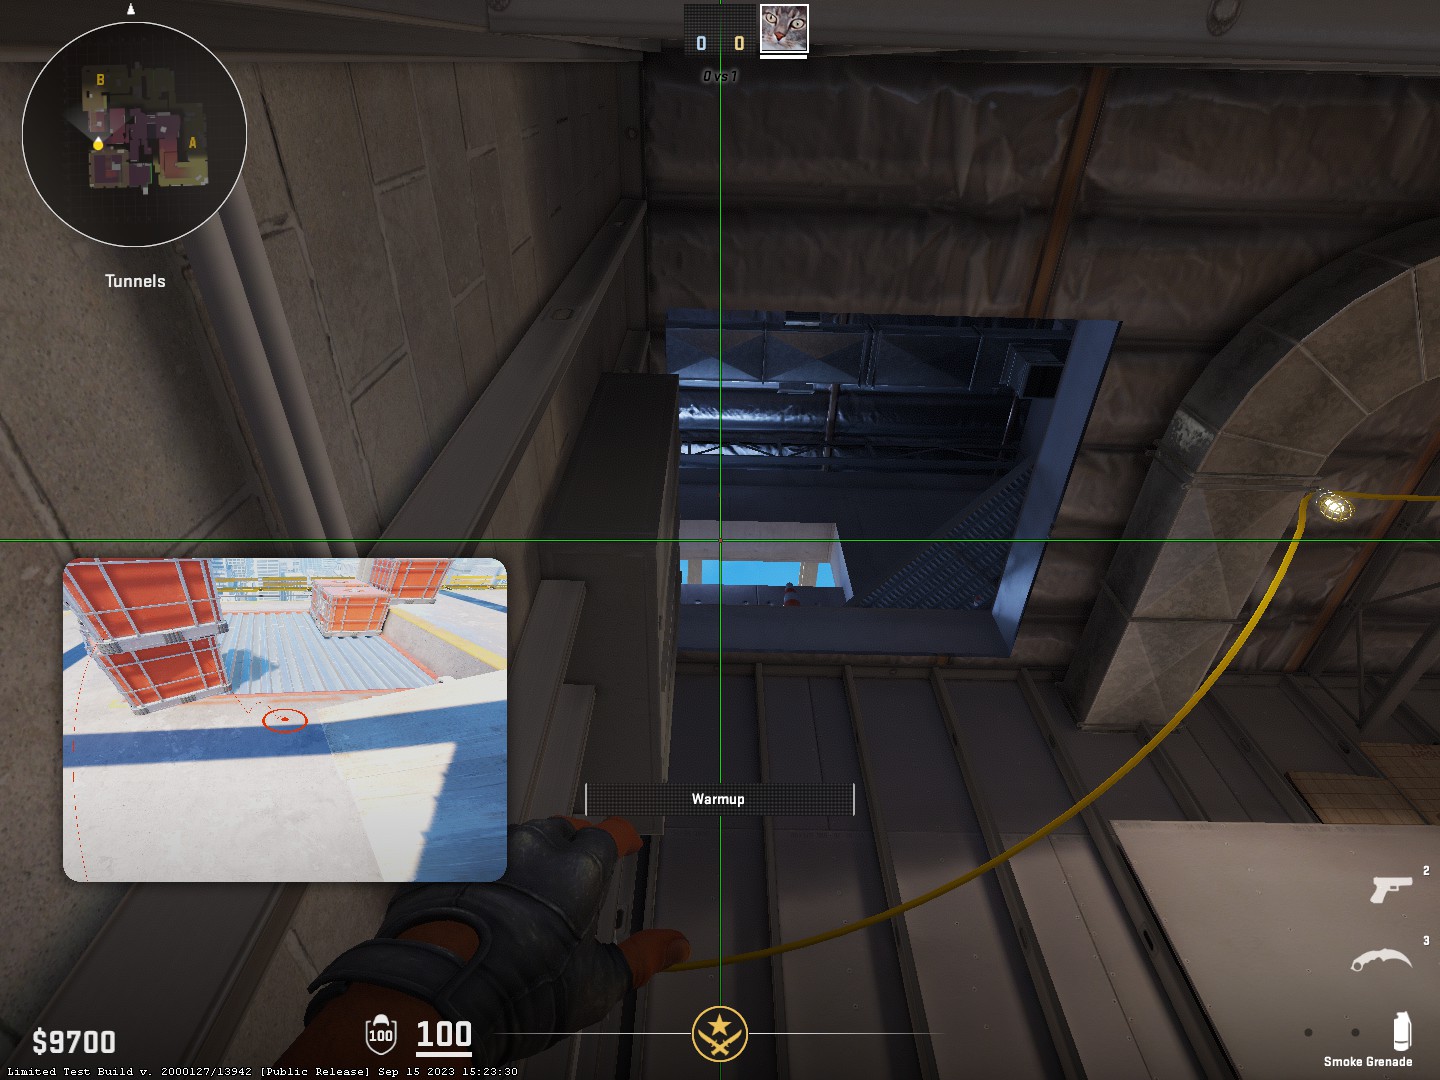 0 0
0 vs 1
B
A
Tunnels
Warmup
2
3
$9700
100
100
Smoke Grenade
Limited Test Build v. 2000127/13942 [Public Release] Sep 15 2023 15:23:30